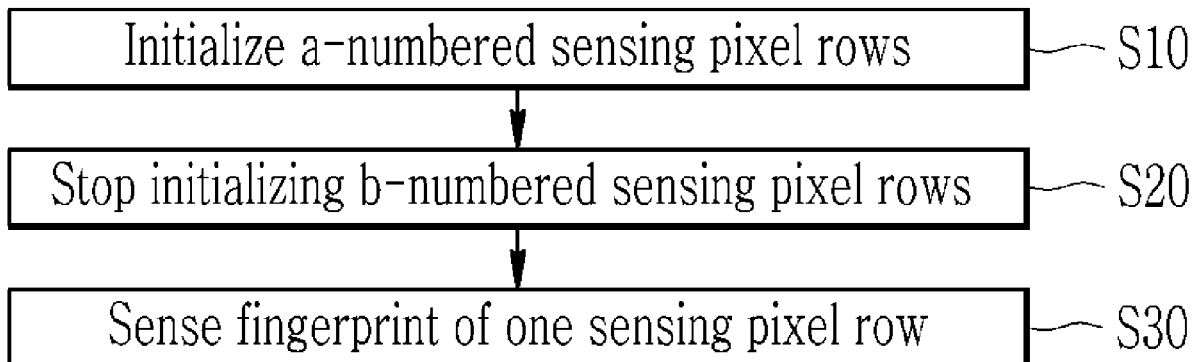 Initialize a-numbered sensing pixel rows S10
Stop initializing b-numbered sensing pixel rows S20
Sense fingerprint of one sensing pixel row S30